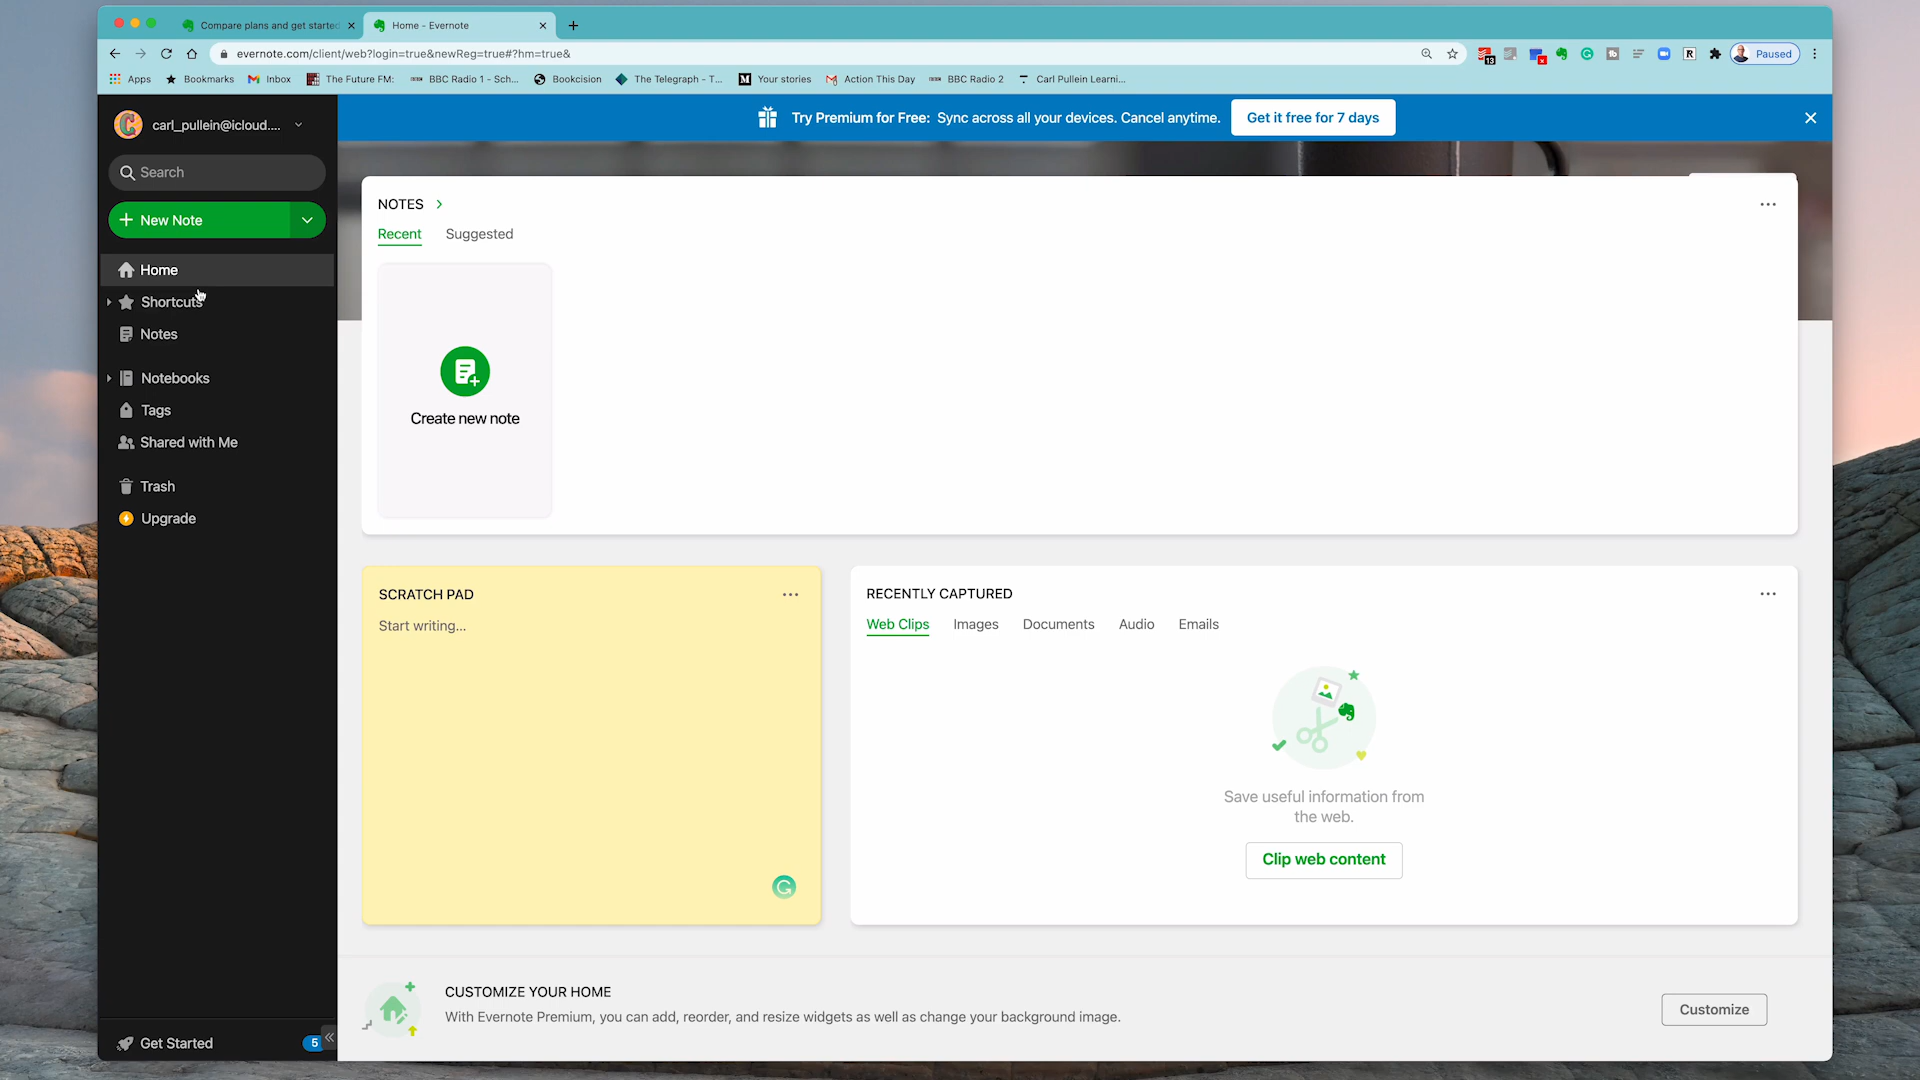 Compare plans and get started
Home - Evernote
evernote.com/client/web?login=true&newReg=true#?hm=true&
13
Paused
Apps
Bookmarks
Inbox
The Future FM:
BBC Radio 1 - Sch...
Bookcision
The Telegraph - T...
Your stories
Action This Day
BBC Radio 2
Carl Pullein Learni...
carl_pullein@icloud....
Try Premium for Free: Sync across all your devices. Cancel anytime.
Get it free for 7 days
Search
New Note
Home
Shortcuts
Notes
Notebooks
Tags
Shared with Me
Trash
Upgrade
Get Started
5
NOTES
Recent
Suggested
Create new note
SCRATCH PAD
Start writing...
RECENTLY CAPTURED
Web Clips
Images
Documents
Audio
Emails
Save useful information from
the web.
Clip web content
CUSTOMIZE YOUR HOME
With Evernote Premium, you can add, reorder, and resize widgets as well as change your background image.
Customize